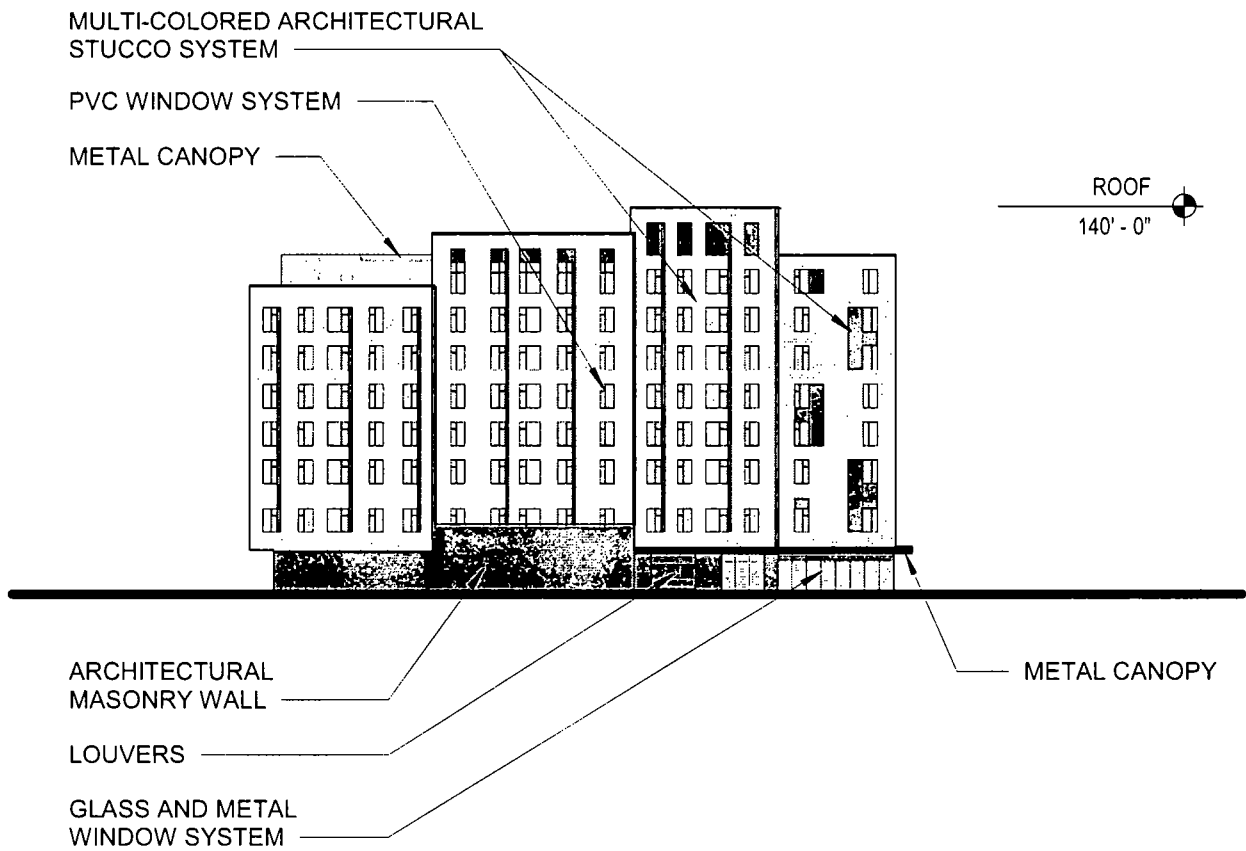 MULTI-COLORED ARCHITECTURAL
STUCCO SYSTEM
PVC WINDOW SYSTEM
METAL CANOPY
ROOF
140' - 0"
ARCHITECTURAL
MASONRY WALL
METAL CANOPY
LOUVERS
GLASS AND METAL
WINDOW SYSTEM